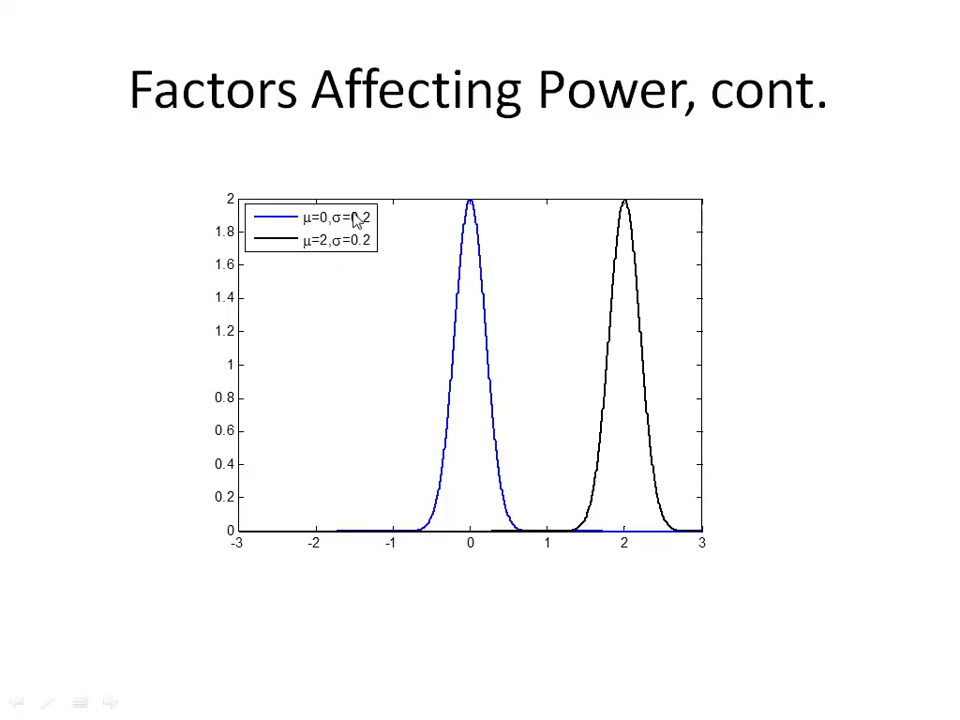 Factors Affecting Power, cont.
2
μ=0,σ=0.2
1.8
μ=2,σ=0.2
1.6
1.4
1.2
1
0.8
0.6
0.4
0.2
0
-3 -2 -1 0 1 2 3